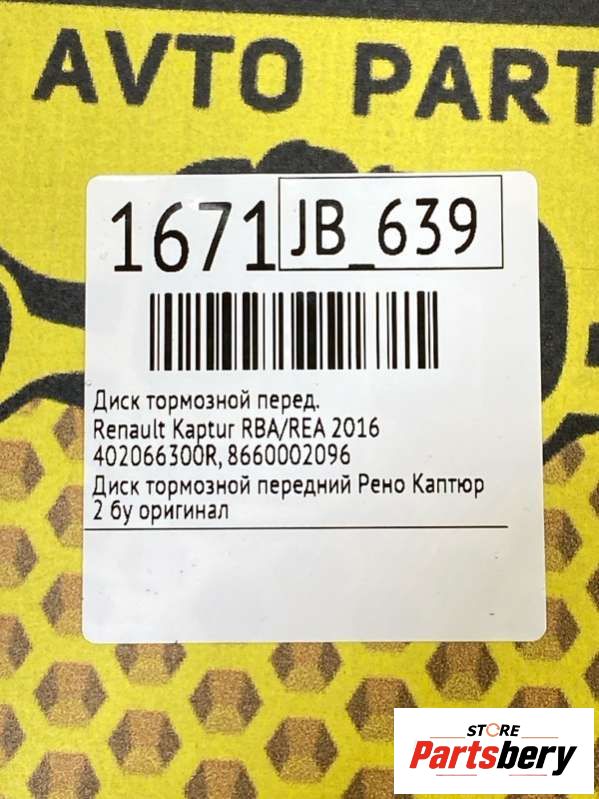 AVTO PART
1671 JB_639
Диск тормозной перед.
Renault Kaptur RBA/REA 2016
402066300R, 8660002096
Диск тормозной передний Рено Каптюр
2 бу оригинал
STORE
Partsbery